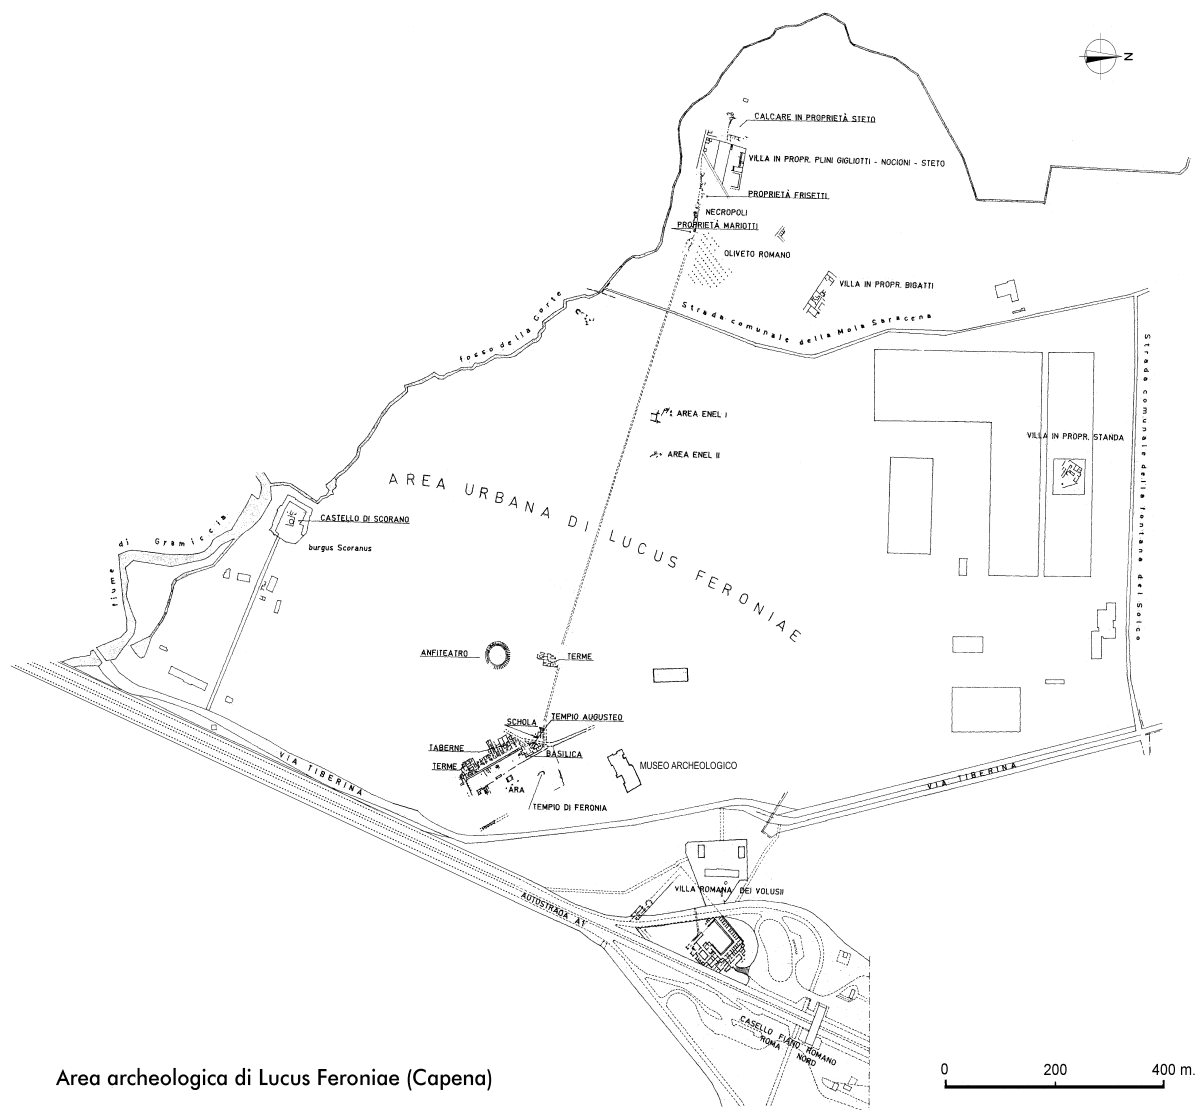 N
CALCARE IN PROPRIETÀ STETO
VILLA IN PROPR. PLINI GIGLIOTTI - NOCIONI - STETO
PROPRIETÀ FRISETTI
NECROPOLI
PROPRIETÀ MARIOTTI
OLIVETO ROMANO
VILLA IN PROPR. BIGATTI
Strada comunale della Mola Saracena
fosso della Corte
Strada comunale della fontana del Solco
AREA ENEL I
AREA ENEL II
VILLA IN PROPR. STANDA
AREA URBANA DI LUCUS FERONIAE
CASTELLO DI SCORANO
burgus Scoranus
fiume di Gramiccia
ANFITEATRO
TERME
SCHOLA
TEMPIO AUGUSTEO
TABERNE
BASILICA
TERME
ARA
MUSEO ARCHEOLOGICO
TEMPIO DI FERONIA
VIA TIBERINA
VIA TIBERINA
VILLA ROMANA DEI VOLUSII
AUTOSTRADA A1
CASELLO FIANO ROMANO
ROMA NORD
Area archeologica di Lucus Feroniae (Capena)
0 200 400 m.